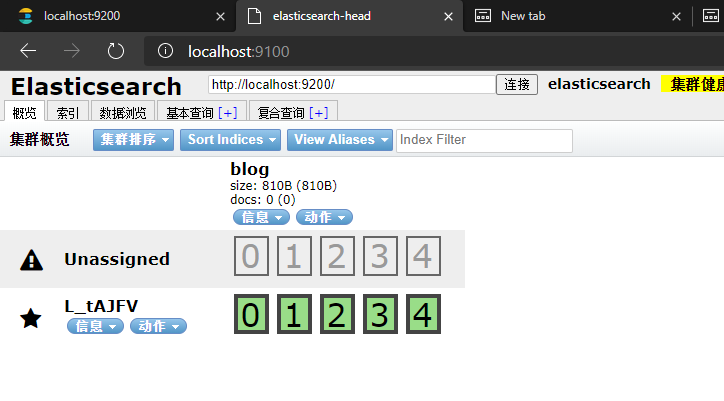 localhost:9200
elasticsearch-head
New tab
localhost:9100
Elasticsearch
http://localhost:9200/
连接
elasticsearch
集群健康
概览 索引 数据浏览 基本查询 [+] 复合查询 [+]
集群概览 集群排序 Sort Indices View Aliases Index Filter
blog
size: 810B (810B)
docs: 0 (0)
信息 动作
Unassigned 0 1 2 3 4
L_tAJFV 0 1 2 3 4
信息 动作